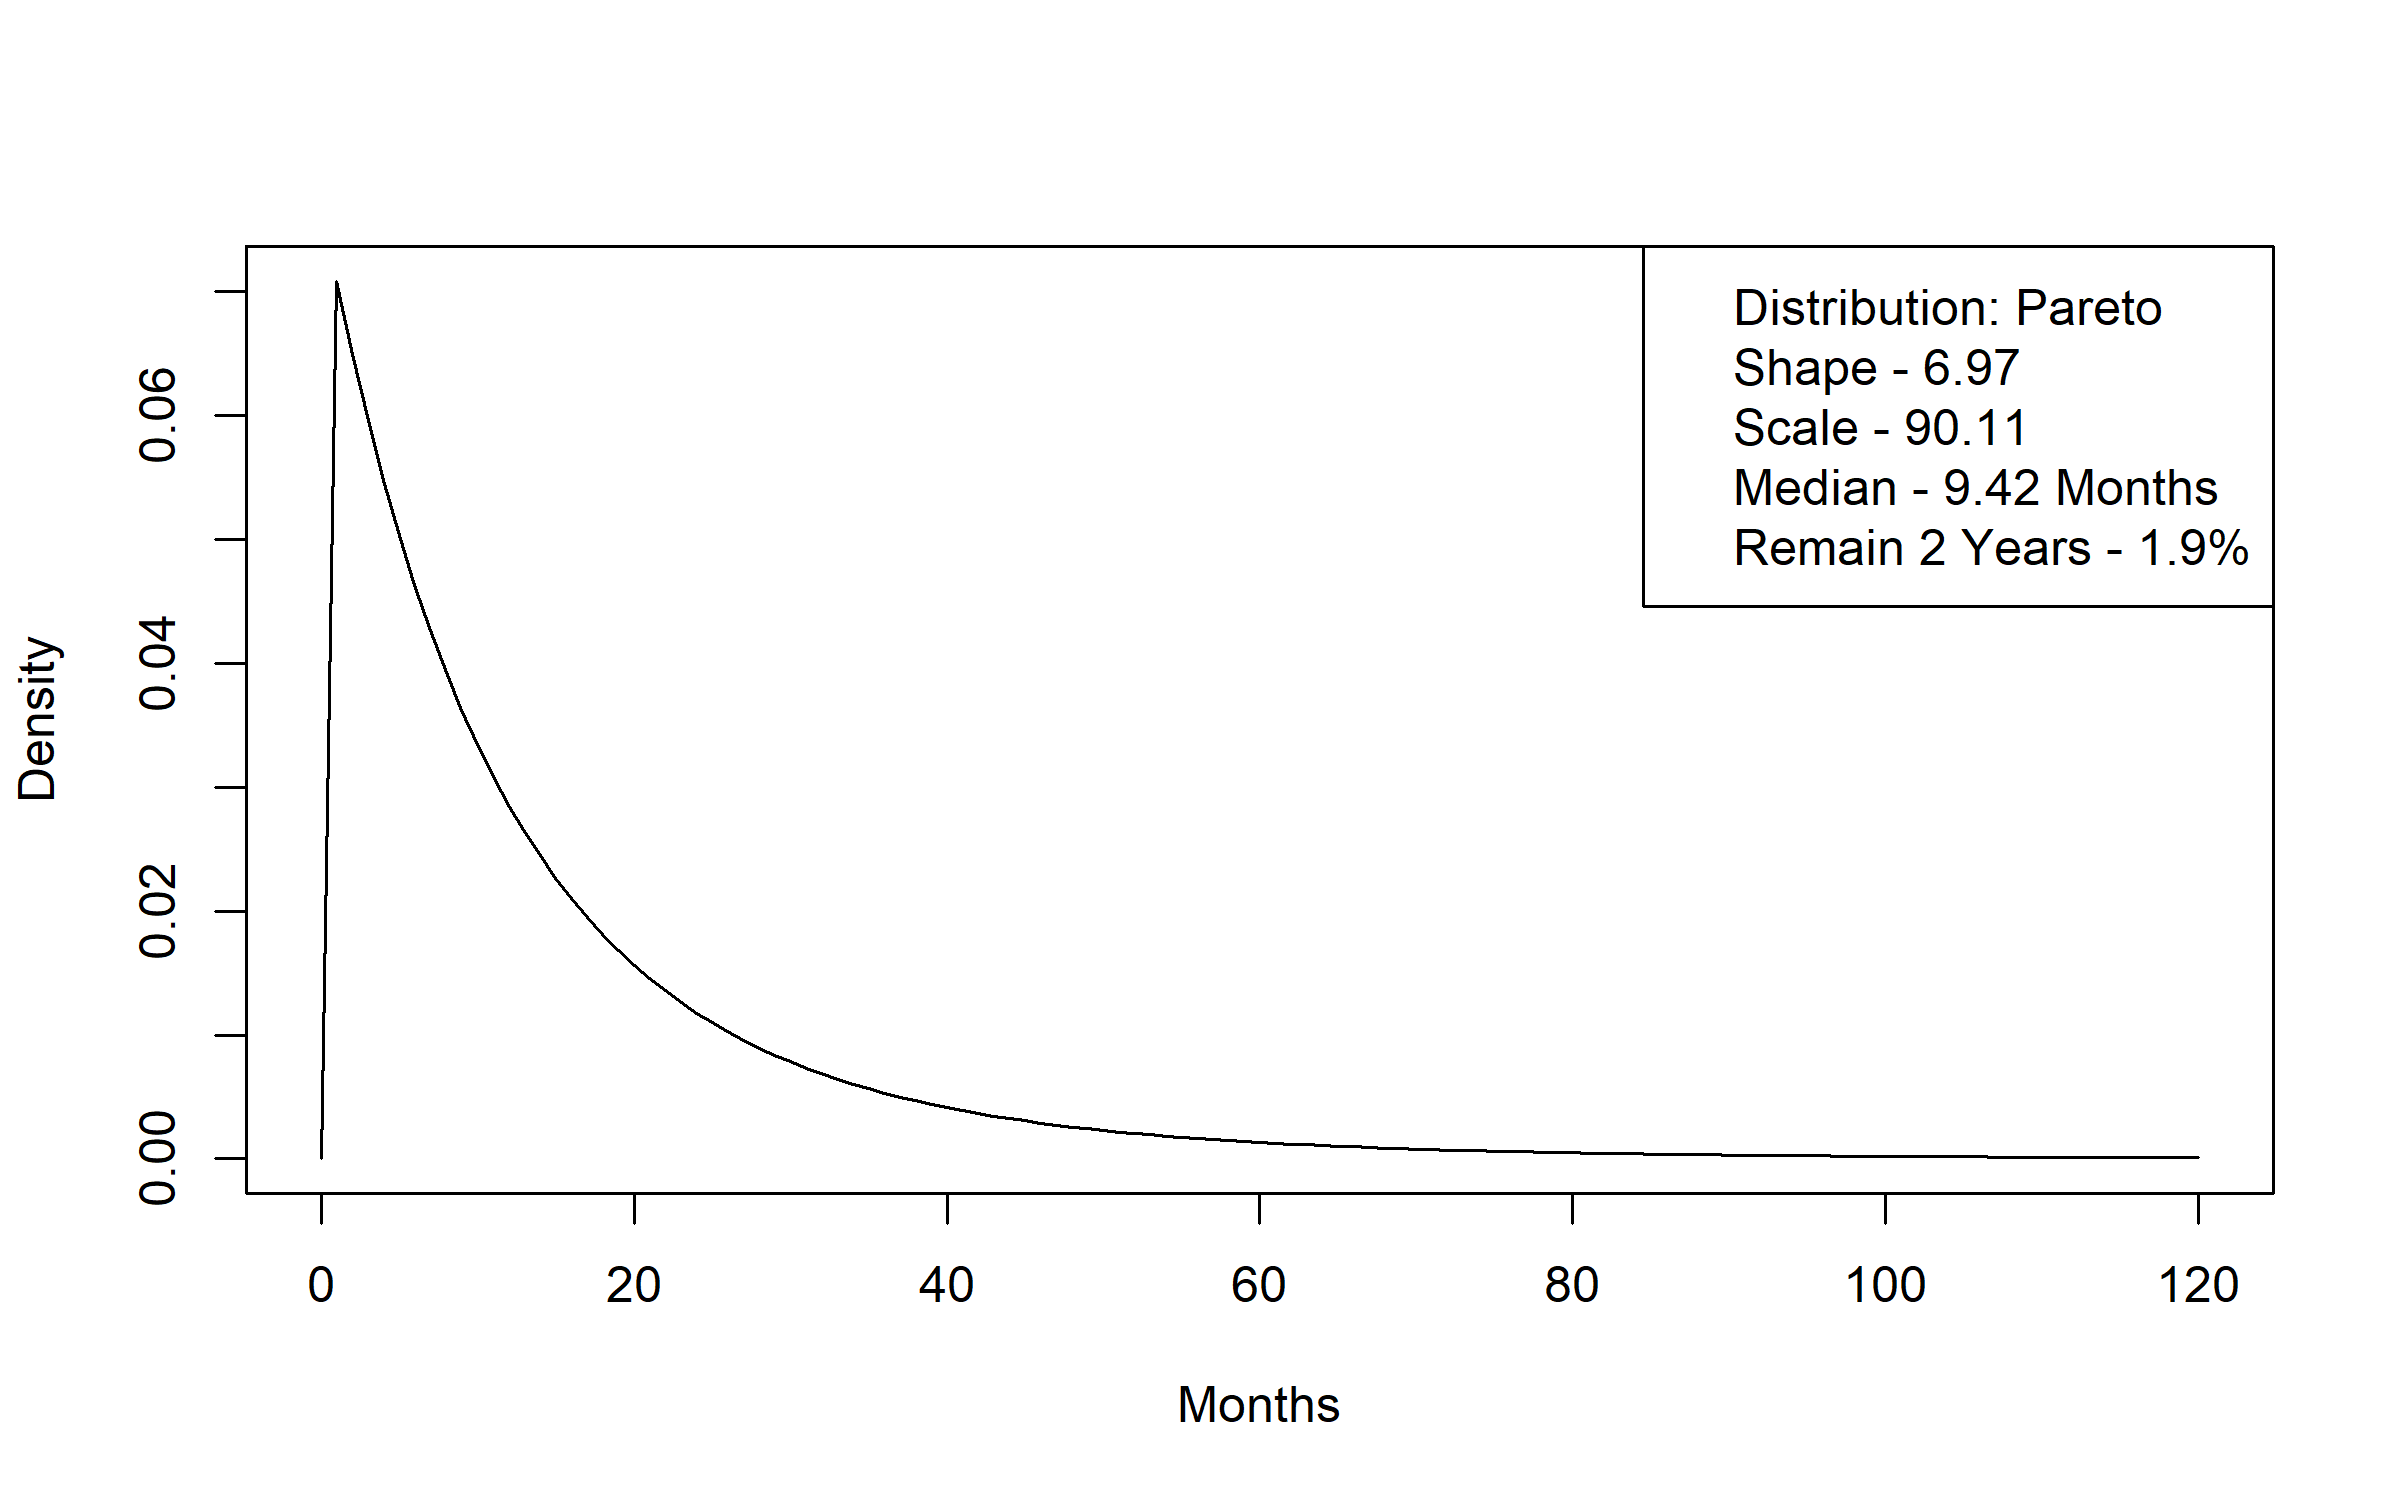 Distribution: Pareto
Shape - 6.97
Scale - 90.11
Median - 9.42 Months
Remain 2 Years - 1.9%
Density
0.06
0.04
0.02
0.00
0 20 40 60 80 100 120
Months